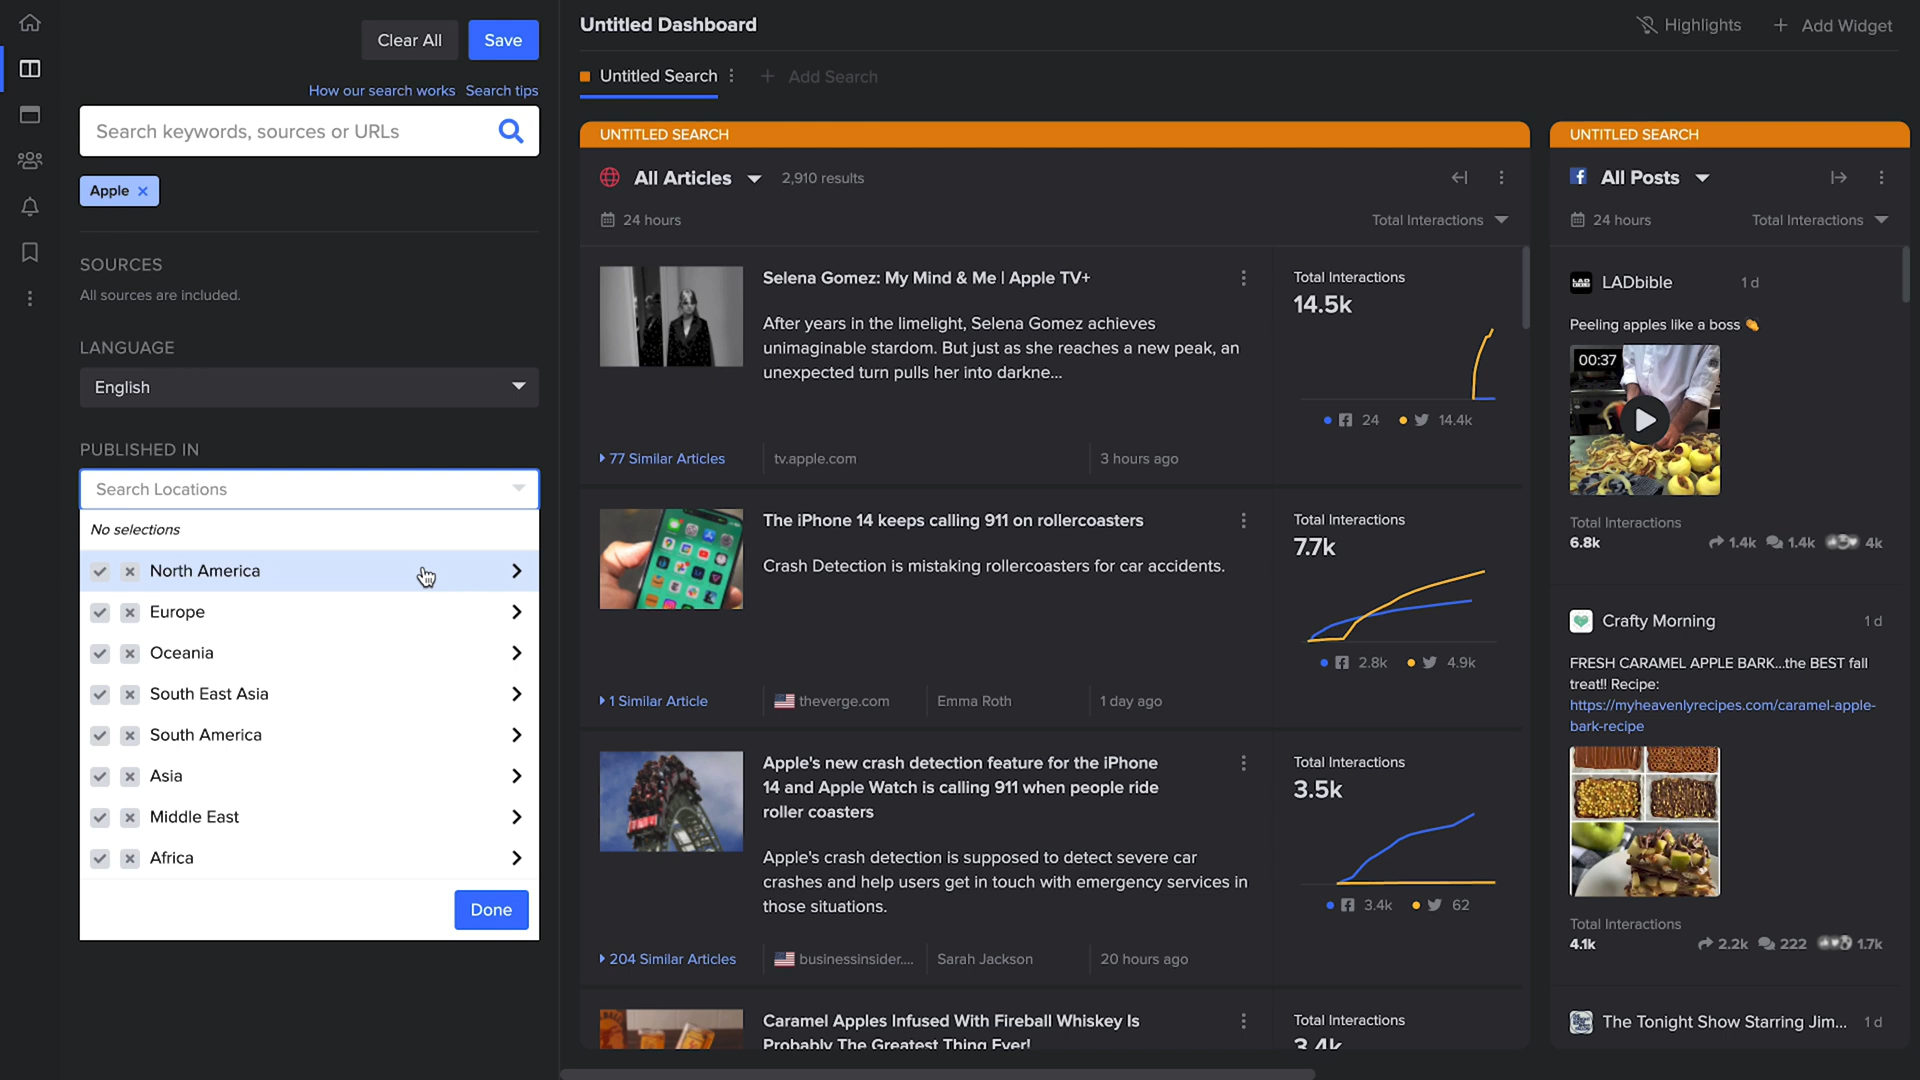 Clear All
Save
How our search works
Search tips
Search keywords, sources or URLs
Apple
SOURCES
All sources are included.
LANGUAGE
English
PUBLISHED IN
Search Locations
No selections
North America
Europe
Oceania
South East Asia
South America
Asia
Middle East
Africa
Done
Untitled Dashboard
Highlights
+ Add Widget
Untitled Search
+ Add Search
UNTITLED SEARCH
All Articles
2,910 results
24 hours
Total Interactions
Selena Gomez: My Mind & Me | Apple TV+
After years in the limelight, Selena Gomez achieves
unimaginable stardom. But just as she reaches a new peak, an
unexpected turn pulls her into darkne...
Total Interactions
14.5k
24
14.4k
77 Similar Articles
tv.apple.com
3 hours ago
The iPhone 14 keeps calling 911 on rollercoasters
Crash Detection is mistaking rollercoasters for car accidents.
Total Interactions
7.7k
2.8k
4.9k
1 Similar Article
theverge.com
Emma Roth
1 day ago
Apple's new crash detection feature for the iPhone
14 and Apple Watch is calling 911 when people ride
roller coasters
Apple's crash detection is supposed to detect severe car
crashes and help users get in touch with emergency services in
those situations.
Total Interactions
3.5k
3.4k
62
204 Similar Articles
businessinsider....
Sarah Jackson
20 hours ago
Caramel Apples Infused With Fireball Whiskey Is
Probably The Greatest Thing Ever!
Total Interactions
3.4k
UNTITLED SEARCH
All Posts
24 hours
Total Interactions
LADbible
1 d
Peeling apples like a boss 👏
00:37
Total Interactions
6.8k
1.4k
1.4k
4k
Crafty Morning
1 d
FRESH CARAMEL APPLE BARK...the BEST fall
treat!! Recipe:
https://myheavenlyrecipes.com/caramel-apple-
bark-recipe
Total Interactions
4.1k
2.2k
222
1.7k
The Tonight Show Starring Jim...
1 d